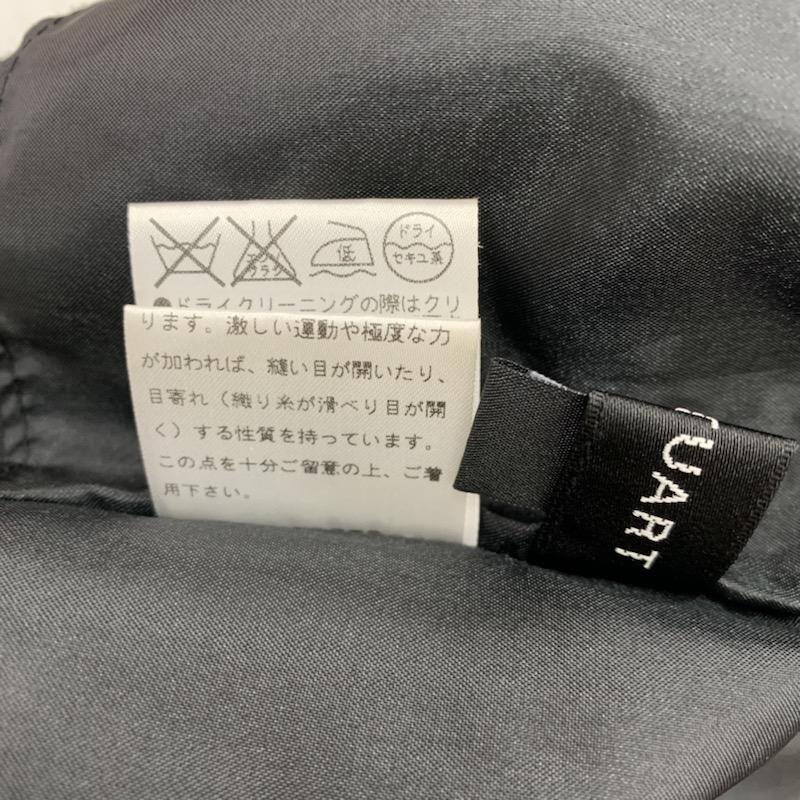 低
ドライ
セキユ系
ドライクリーニングの際はクリ
ります。激しい運動や極度な力
が加われば、縫い目が開いたり、
目寄れ（織り糸が滑べり目が開
く）する性質を持っています。
この点を十分ご留意の上、ご着
用下さい。
TUART